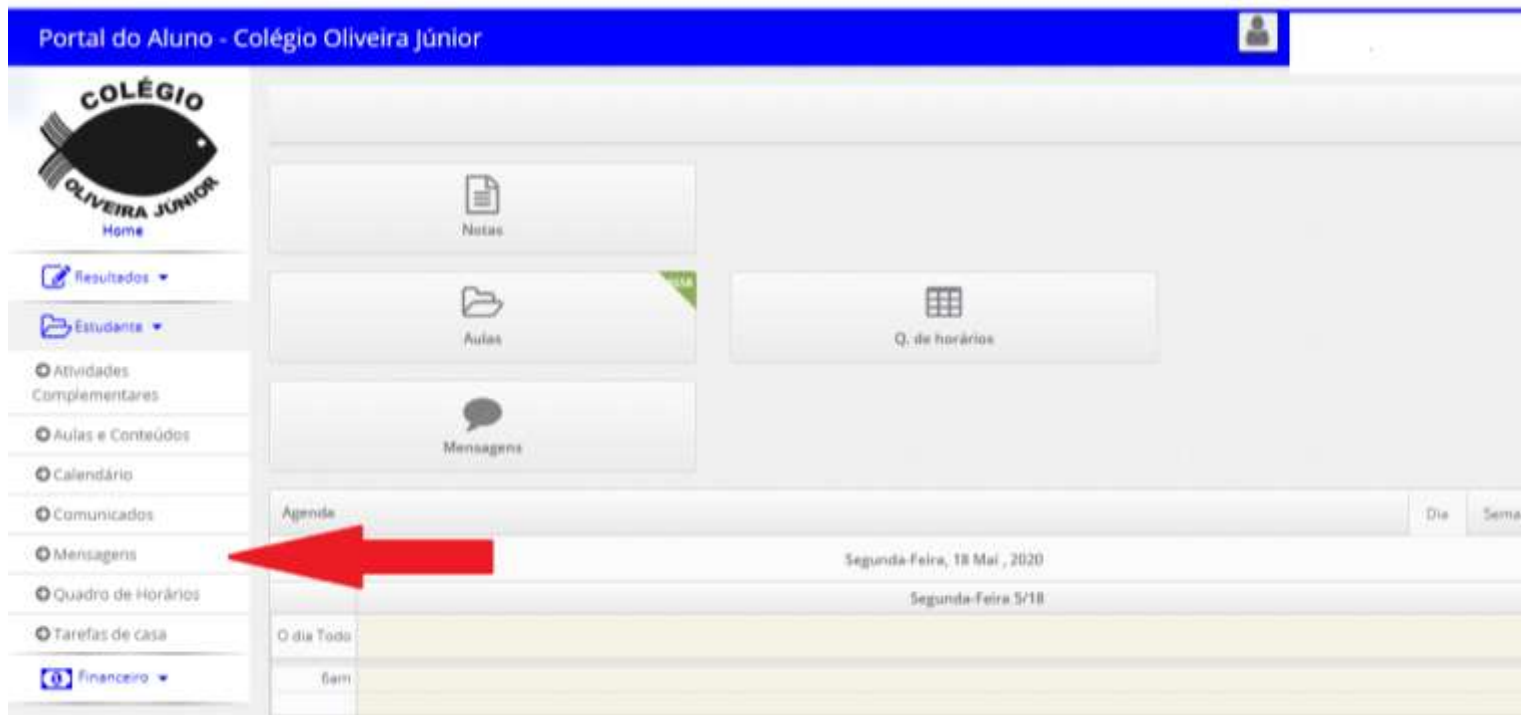 Portal do Aluno - Colégio Oliveira Júnior
COLÉGIO
OLIVEIRA JÚNIOR
Home
Resultados
Estudante
Atividades
Complementares
Aulas e Conteúdos
Calendário
Comunicados
Mensagens
Quadro de Horários
Tarefas de casa
Financeiro
Notas
Aulas
Q. de horários
Mensagens
Agenda
Dia
Sema
Segunda-Feira, 18 Mai , 2020
Segunda-Feira 5/18
O dia Todo
6am